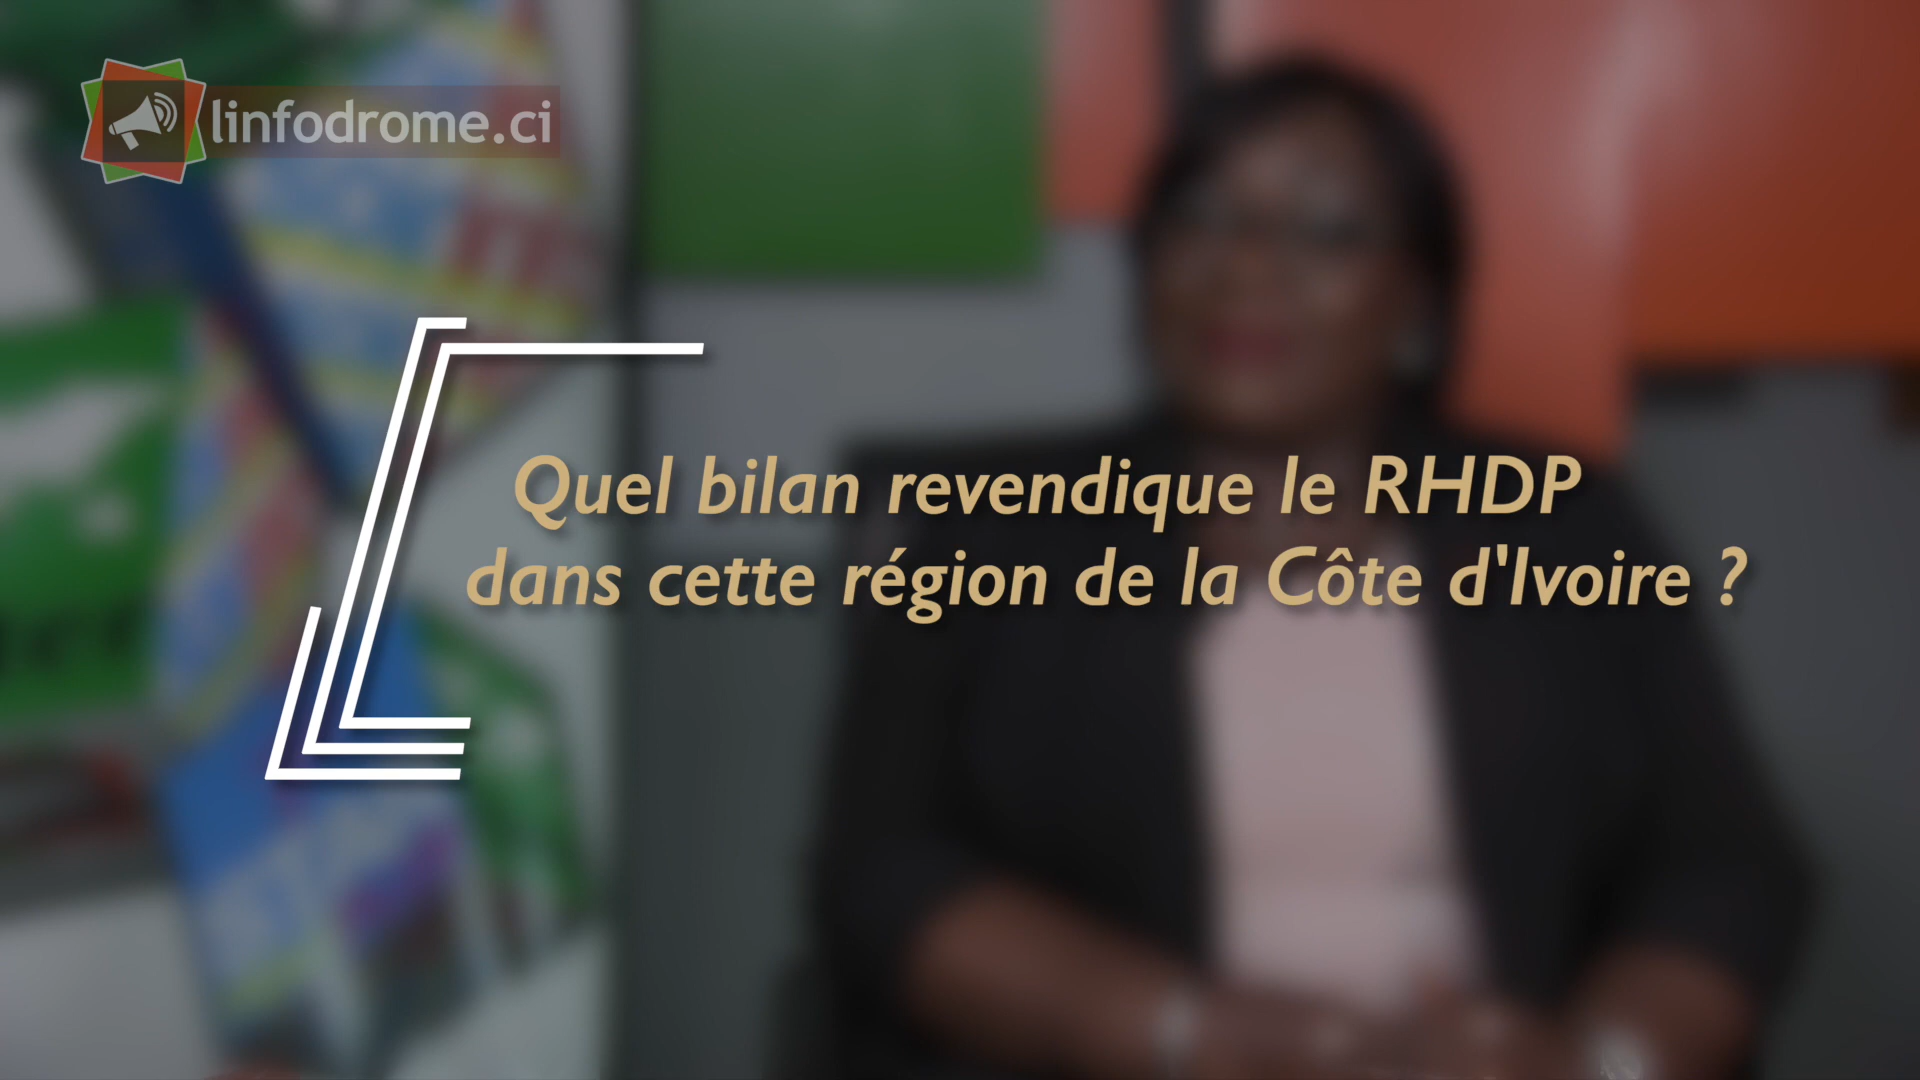 linfodrome.ci
Quel bilan revendique le RHDP
dans cette région de la Côte d'Ivoire ?